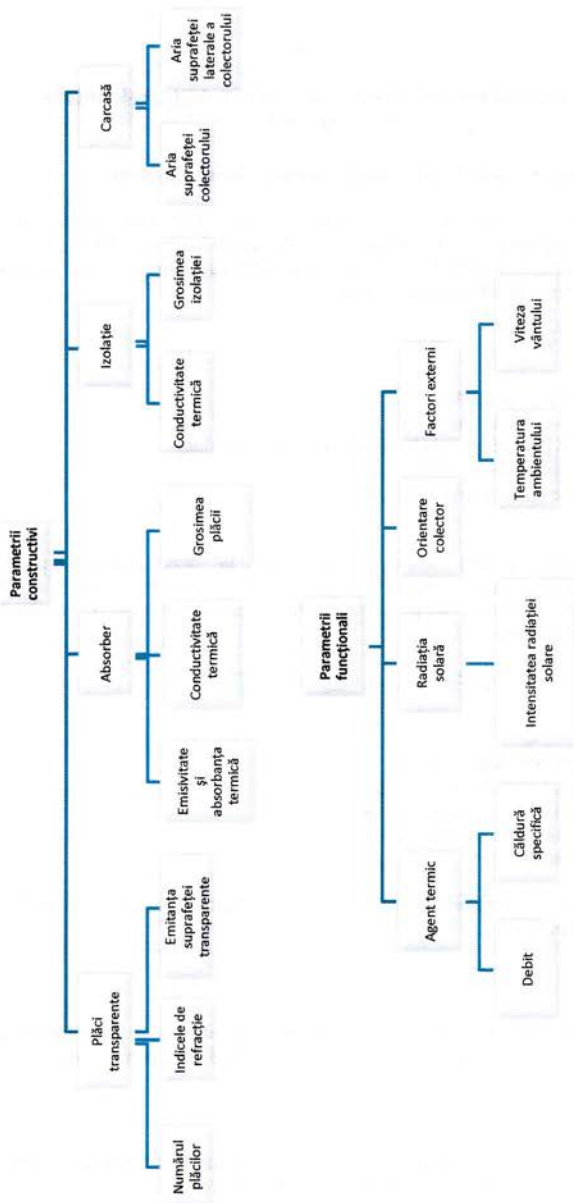 Parametrii
constructivi
Plăci
transparente
Absorber
Izolație
Carcasă
Numărul
plăcilor
Indicele de
refracție
Emitanța
suprafeței
transparente
Emisivitate
și
absorbanța
termică
Conductivitate
termică
Grosimea
plăcii
Conductivitate
termică
Grosimea
izolației
Aria
suprafeței
colectorului
Aria
suprafeței
laterale a
colectorului
Parametrii
funcționali
Agent termic
Radiația
solară
Orientare
colector
Factori externi
Debit
Căldură
specifică
Intensitatea radiației
solare
Temperatura
ambientului
Viteza
vântului